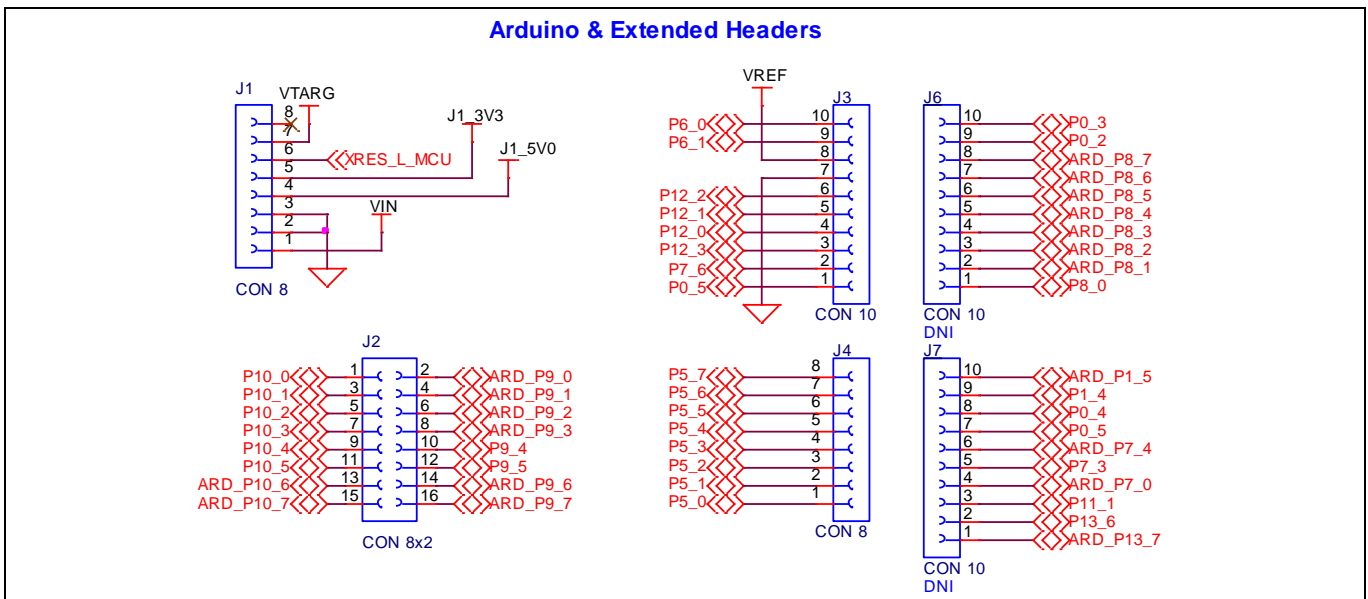 Arduino & Extended Headers
J1
VTARG
8
7
6
5
4
3
2
1
J1_3V3
J1_5V0
XRES_L_MCU
VIN
CON 8
VREF
J3
P6_0 10
P6_1 9
8
7
P12_2 6
P12_1 5
P12_0 4
P12_3 3
P7_6 2
P0_5 1
CON 10
J6
10 P0_3
9 P0_2
8 ARD_P8_7
7 ARD_P8_6
6 ARD_P8_5
5 ARD_P8_4
4 ARD_P8_3
3 ARD_P8_2
2 ARD_P8_1
1 P8_0
CON 10
DNI
J2
P10_0 1 2 ARD_P9_0
P10_1 3 4 ARD_P9_1
P10_2 5 6 ARD_P9_2
P10_3 7 8 ARD_P9_3
P10_4 9 10 P9_4
P10_5 11 12 P9_5
ARD_P10_6 13 14 ARD_P9_6
ARD_P10_7 15 16 ARD_P9_7
CON 8x2
J4
P5_7 8
P5_6 7
P5_5 6
P5_4 5
P5_3 4
P5_2 3
P5_1 2
P5_0 1
CON 8
J7
10 ARD_P1_5
9 P1_4
8 P0_4
7 P0_5
6 ARD_P7_4
5 P7_3
4 ARD_P7_0
3 P11_1
2 P13_6
1 ARD_P13_7
CON 10
DNI